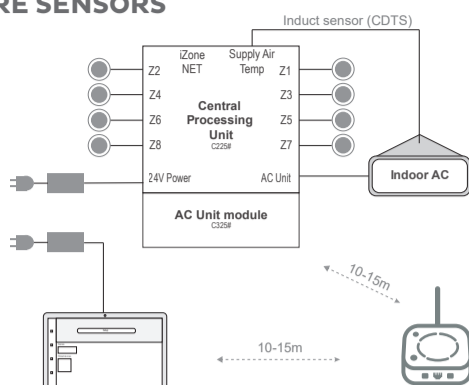 RE SENSORS
Induct sensor (CDTS)
iZone
NET
Supply Air
Temp
Z2
Z1
Z4
Z3
Central
Processing
Unit
C225#
Z6
Z5
Z8
Z7
24V Power
AC Unit
Indoor AC
AC Unit module
C325#
10-15m
10-15m